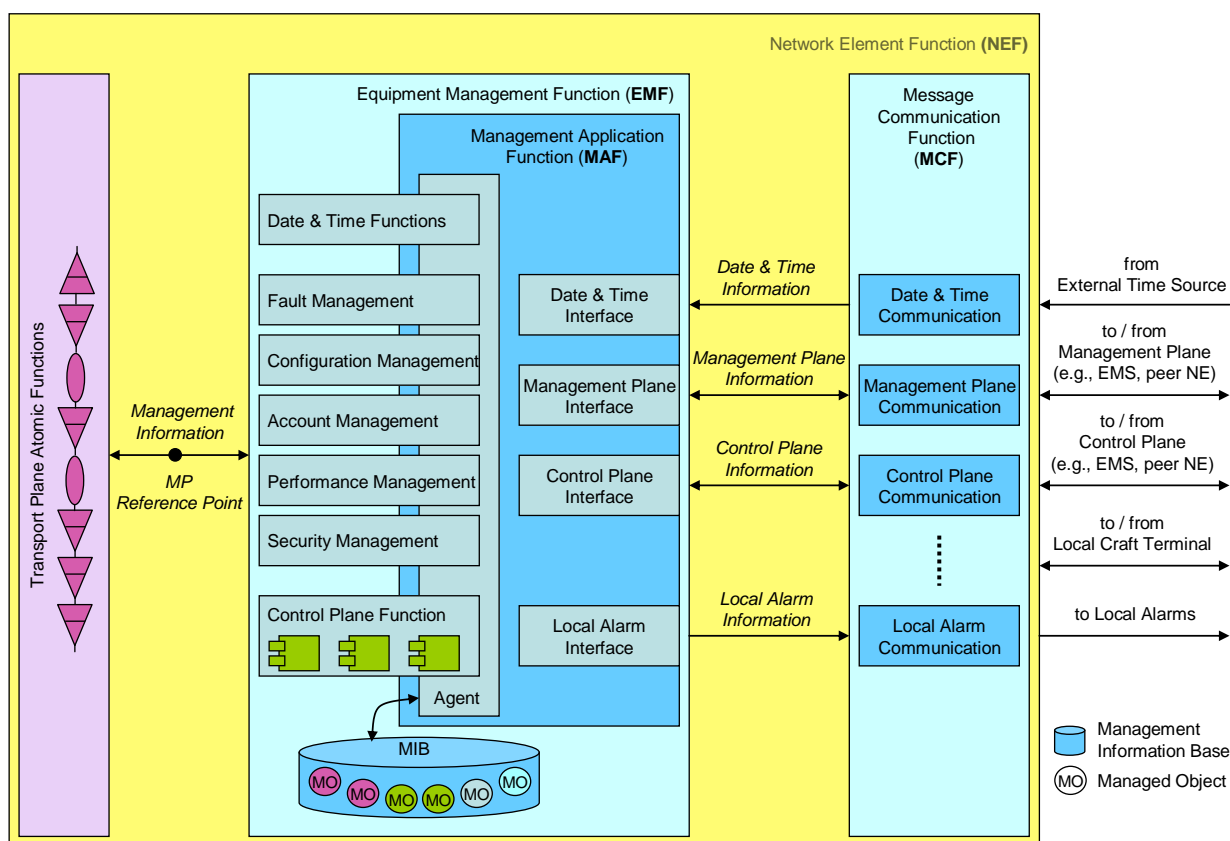 Network Element Function (NEF)
Transport Plane Atomic Functions
Management
Information
MP
Reference Point
Equipment Management Function (EMF)
Management Application
Function (MAF)
Date & Time Functions
Fault Management
Configuration Management
Account Management
Performance Management
Security Management
Control Plane Function
Agent
Date & Time
Interface
Management Plane
Interface
Control Plane
Interface
Local Alarm
Interface
MIB
MO
MO
MO
MO
MO
MO
Date & Time
Information
Management Plane
Information
Control Plane
Information
Local Alarm
Information
Message
Communication
Function
(MCF)
Date & Time
Communication
Management Plane
Communication
Control Plane
Communication
Local Alarm
Communication
from
External Time Source
to / from
Management Plane
(e.g., EMS, peer NE)
to / from
Control Plane
(e.g., EMS, peer NE)
to / from
Local Craft Terminal
to Local Alarms
Management
Information Base
MO
Managed Object